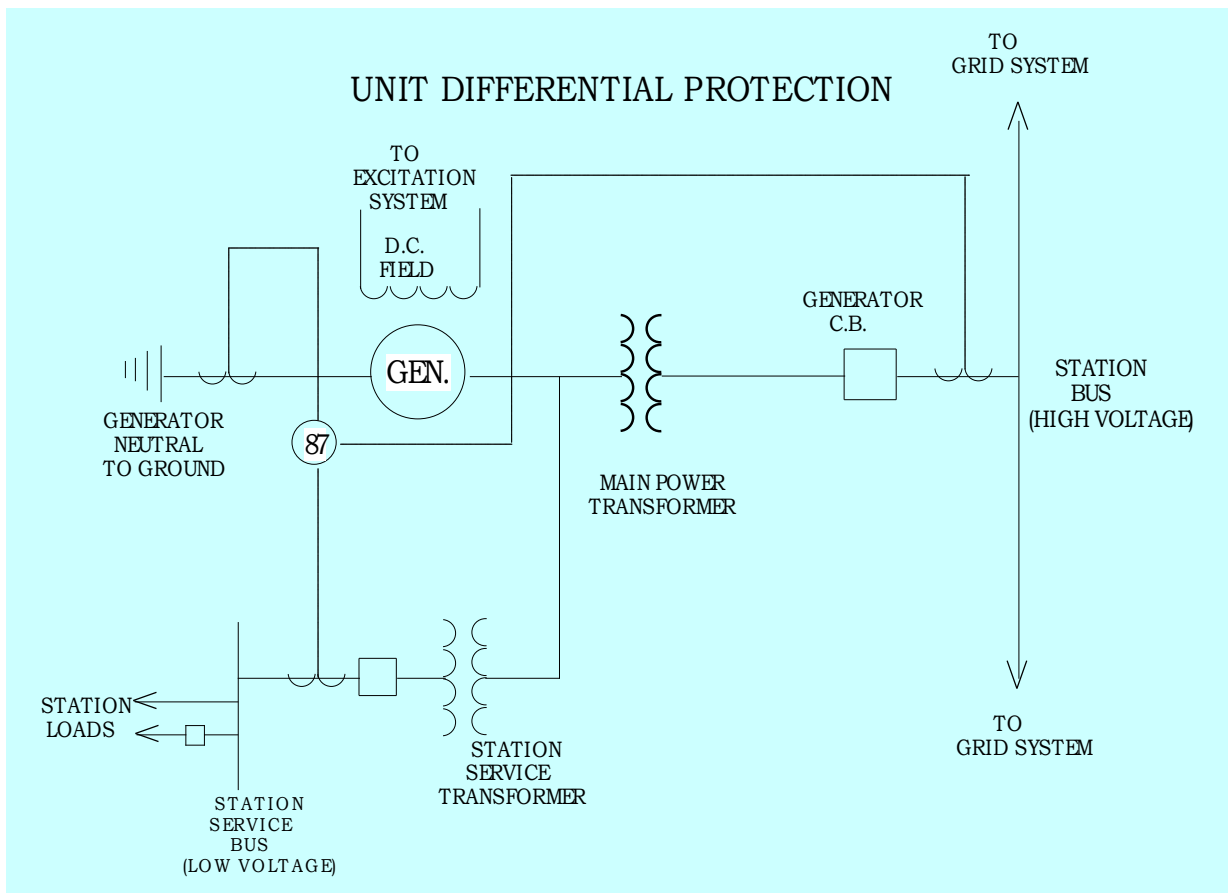 UNIT DIFFERENTIAL PROTECTION
TO
GRID SYSTEM
TO
EXCITATION
SYSTEM
D.C.
FIELD
GENERATOR
C.B.
GEN.
STATION
BUS
(HIGH VOLTAGE)
GENERATOR
NEUTRAL
TO GROUND
87
MAIN POWER
TRANSFORMER
STATION
LOADS
STATION
SERVICE
TRANSFORMER
TO
GRID SYSTEM
STATION
SERVICE
BUS
(LOW VOLTAGE)